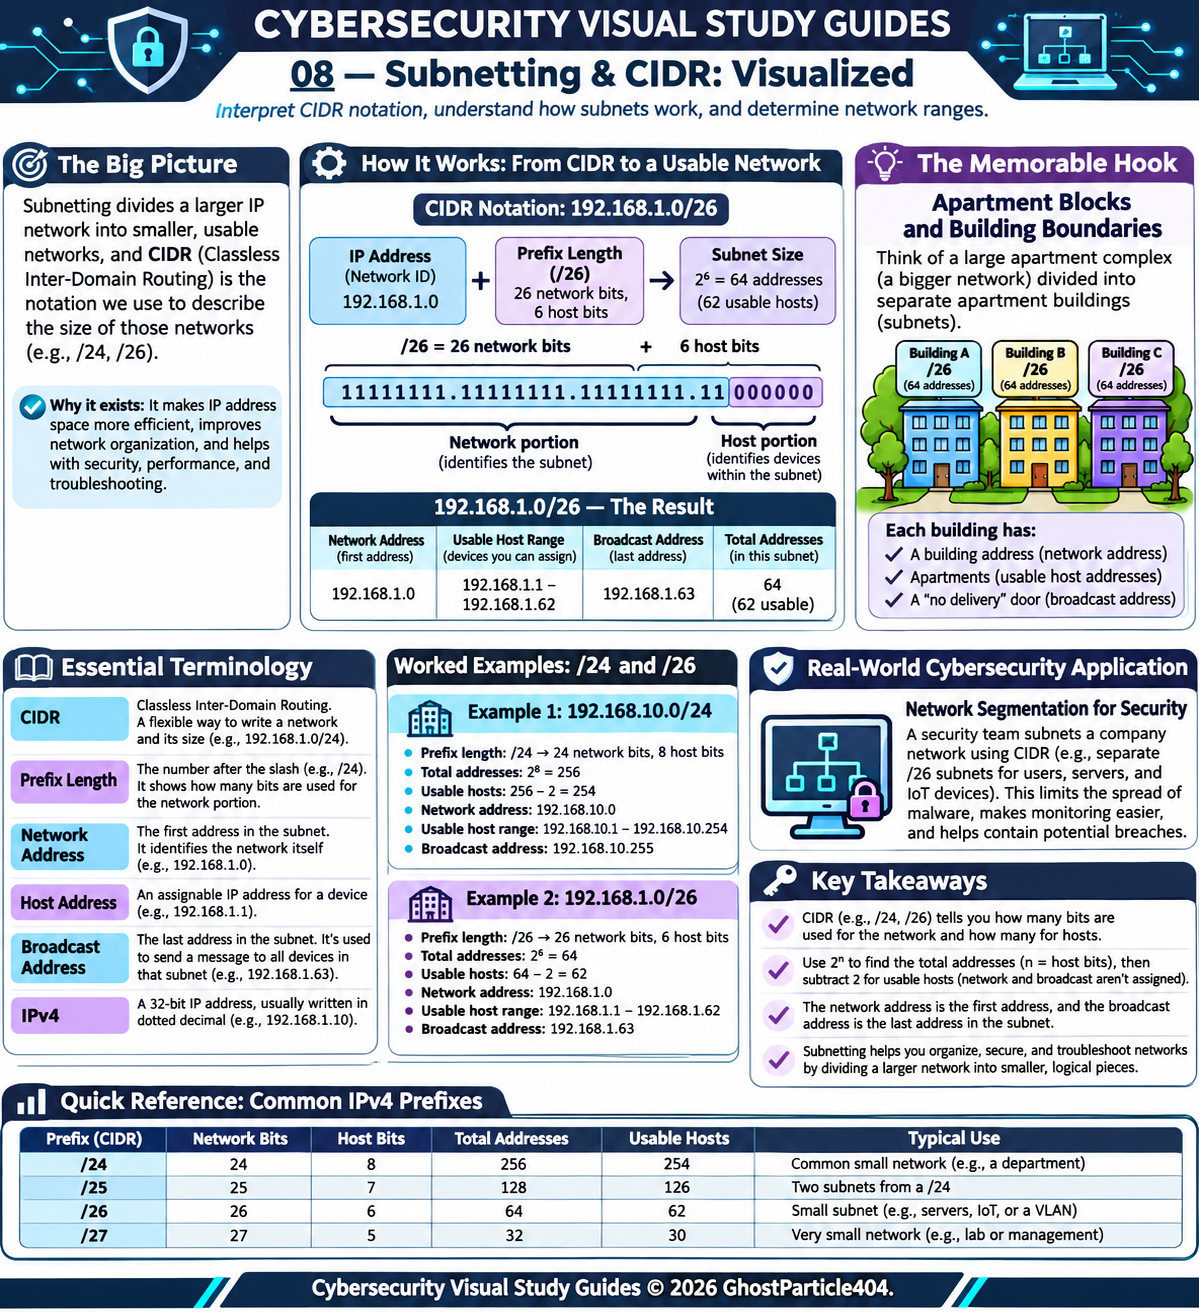 CYBERSECURITY VISUAL STUDY GUIDES
08 — Subnetting & CIDR: Visualized
Interpret CIDR notation, understand how subnets work, and determine network ranges.
The Big Picture
Subnetting divides a larger IP
network into smaller, usable
networks, and CIDR (Classless
Inter-Domain Routing) is the
notation we use to describe
the size of those networks
(e.g., /24, /26).
Why it exists: It makes IP address
space more efficient, improves
network organization, and helps
with security, performance, and
troubleshooting.
How It Works: From CIDR to a Usable Network
CIDR Notation: 192.168.1.0/26
IP Address
(Network ID)
192.168.1.0
+
Prefix Length
(/26)
26 network bits,
6 host bits
→
Subnet Size
2⁶ = 64 addresses
(62 usable hosts)
/26 = 26 network bits + 6 host bits
11111111.11111111.11111111.11 000000
Network portion
(identifies the subnet)
Host portion
(identifies devices
within the subnet)
192.168.1.0/26 — The Result
Network Address
(first address)
Usable Host Range
(devices you can assign)
Broadcast Address
(last address)
Total Addresses
(in this subnet)
192.168.1.0
192.168.1.1 –
192.168.1.62
192.168.1.63
64
(62 usable)
The Memorable Hook
Apartment Blocks
and Building Boundaries
Think of a large apartment complex
(a bigger network) divided into
separate apartment buildings
(subnets).
Building A
/26
(64 addresses)
Building B
/26
(64 addresses)
Building C
/26
(64 addresses)
Each building has:
A building address (network address)
Apartments (usable host addresses)
A “no delivery” door (broadcast address)
Essential Terminology
CIDR
Classless Inter-Domain Routing.
A flexible way to write a network
and its size (e.g., 192.168.1.0/24).
Prefix Length
The number after the slash (e.g., /24).
It shows how many bits are used for
the network portion.
Network
Address
The first address in the subnet.
It identifies the network itself
(e.g., 192.168.1.0).
Host Address
An assignable IP address for a device
(e.g., 192.168.1.1).
Broadcast
Address
The last address in the subnet. It's used
to send a message to all devices in
that subnet (e.g., 192.168.1.63).
IPv4
A 32-bit IP address, usually written in
dotted decimal (e.g., 192.168.1.10).
Worked Examples: /24 and /26
Example 1: 192.168.10.0/24
Prefix length: /24 → 24 network bits, 8 host bits
Total addresses: 2⁸ = 256
Usable hosts: 256 – 2 = 254
Network address: 192.168.10.0
Usable host range: 192.168.10.1 – 192.168.10.254
Broadcast address: 192.168.10.255
Example 2: 192.168.1.0/26
Prefix length: /26 → 26 network bits, 6 host bits
Total addresses: 2⁶ = 64
Usable hosts: 64 – 2 = 62
Network address: 192.168.1.0
Usable host range: 192.168.1.1 – 192.168.1.62
Broadcast address: 192.168.1.63
Real-World Cybersecurity Application
Network Segmentation for Security
A security team subnets a company
network using CIDR (e.g., separate
/26 subnets for users, servers, and
IoT devices). This limits the spread of
malware, makes monitoring easier,
and helps contain potential breaches.
Key Takeaways
CIDR (e.g., /24, /26) tells you how many bits are
used for the network and how many for hosts.
Use 2ⁿ to find the total addresses (n = host bits), then
subtract 2 for usable hosts (network and broadcast aren't assigned).
The network address is the first address, and the broadcast
address is the last address in the subnet.
Subnetting helps you organize, secure, and troubleshoot networks
by dividing a larger network into smaller, logical pieces.
Quick Reference: Common IPv4 Prefixes
Prefix (CIDR) Network Bits Host Bits Total Addresses Usable Hosts Typical Use
/24 24 8 256 254 Common small network (e.g., a department)
/25 25 7 128 126 Two subnets from a /24
/26 26 6 64 62 Small subnet (e.g., servers, IoT, or a VLAN)
/27 27 5 32 30 Very small network (e.g., lab or management)
Cybersecurity Visual Study Guides © 2026 GhostParticle404.